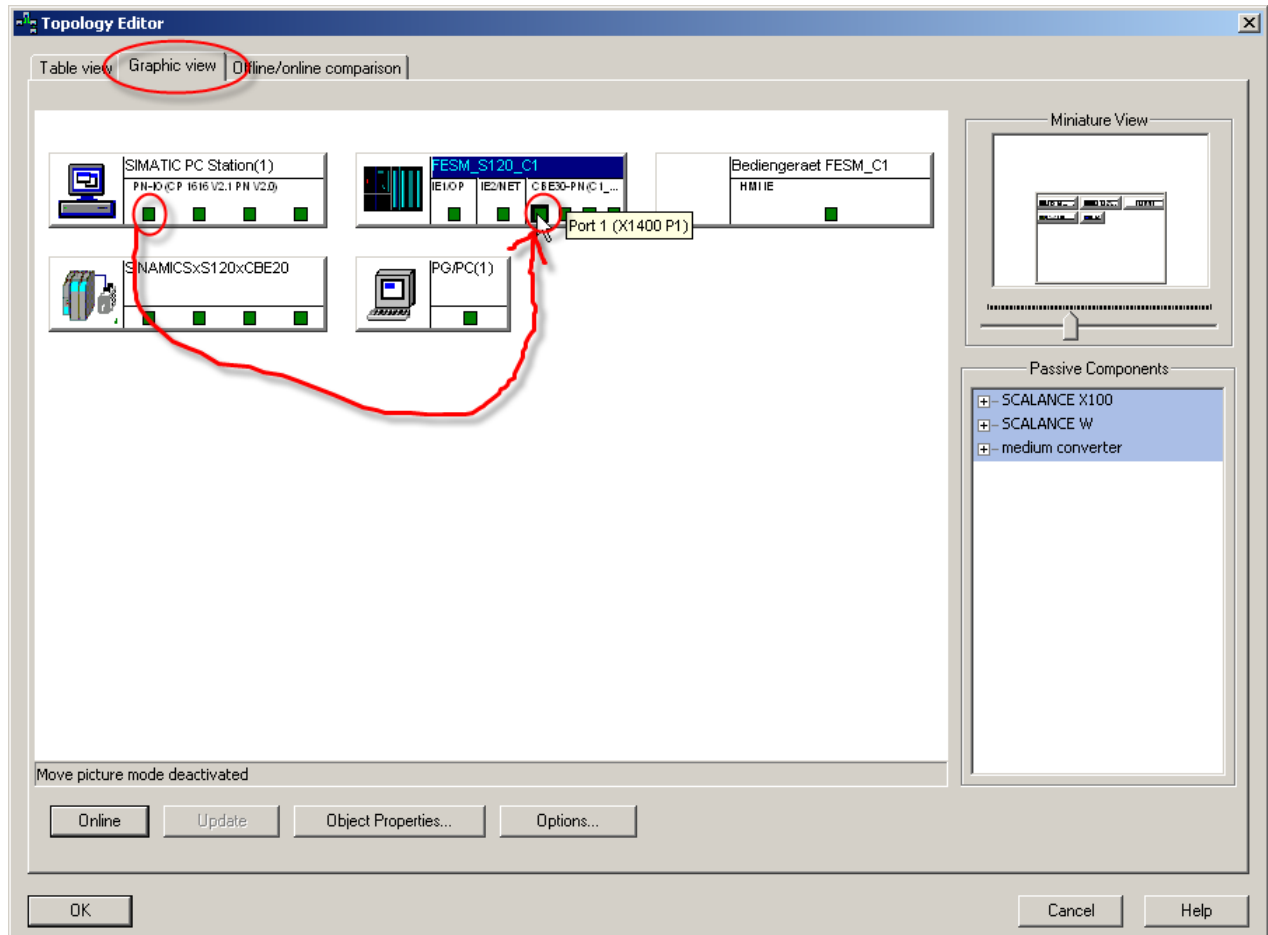 Topology Editor
Table view Graphic view Offline/online comparison
Miniature View
SIMATIC PC Station(1)
PN-IO (CP 1616 V2.1 PN V2.0)
FESM_S120_C1
IE1/OP IE2/NET CBE30-PN (C1_...
Bediengeraet FESM_C1
HMI IE
Port 1 (X1400 P1)
SINAMICSxS120xCBE20
PG/PC(1)
Passive Components
SCALANCE X100
SCALANCE W
medium converter
Move picture mode deactivated
Online Update Object Properties... Options...
OK Cancel Help